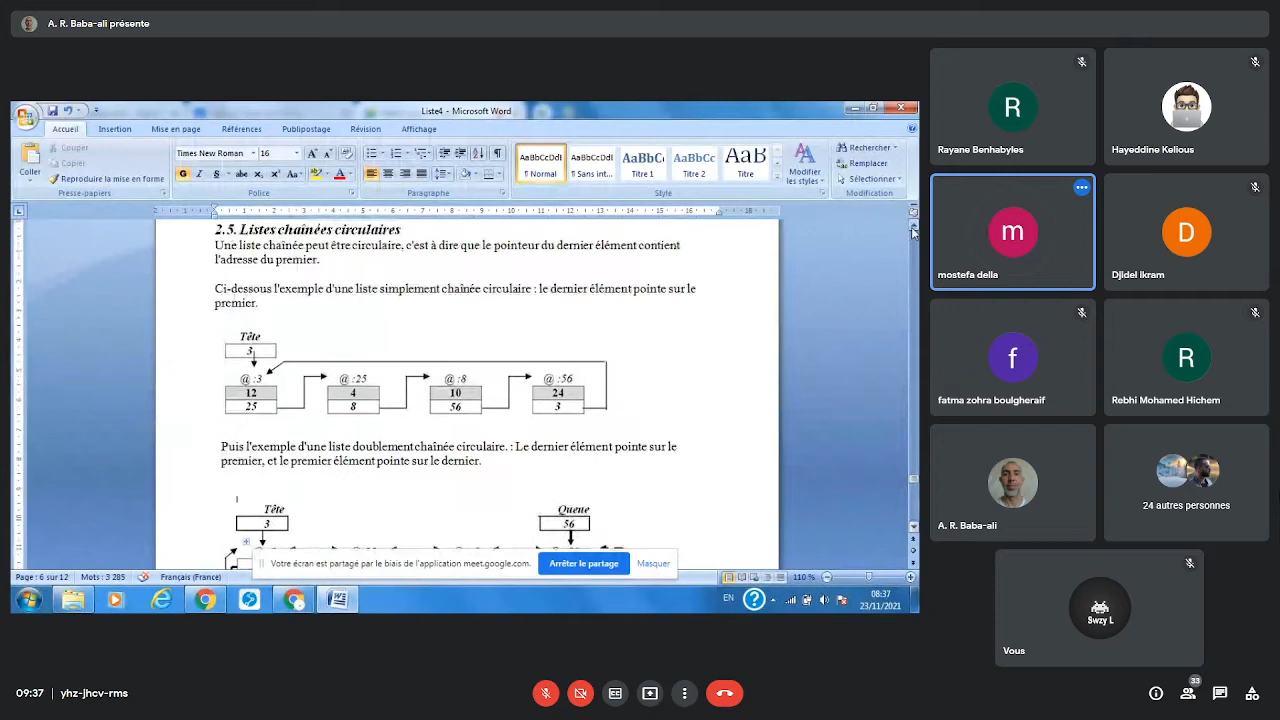 A. R. Baba-ali présente
Liste4 - Microsoft Word
Accueil Insertion Mise en page Références Publipostage Révision Affichage
Coller
Couper
Copier
Reproduire la mise en forme
Presse-papiers
Times New Roman 16
Police
Paragraphe
AaBbCcDdI
¶ Normal
AaBbCcDdI
¶ Sans int...
AaBbC
Titre 1
AaBbCc
Titre 2
AaB
Titre
Style
Modifier
les styles
Rechercher
Remplacer
Sélectionner
Modification
2.5. Listes chaînées circulaires
Une liste chaînée peut être circulaire, c'est à dire que le pointeur du dernier élément contient
l'adresse du premier.
Ci-dessous l'exemple d'une liste simplement chaînée circulaire : le dernier élément pointe sur le
premier.
Tête
3
@ :3 @ :25 @ :8 @ :56
12 4 10 24
25 8 56 3
Puis l'exemple d'une liste doublement chaînée circulaire. : Le dernier élément pointe sur le
premier, et le premier élément pointe sur le dernier.
Tête Queue
3 56
Votre écran est partagé par le biais de l'application meet.google.com.
Arrêter le partage
Masquer
Page : 6 sur 12 Mots : 3 285 Français (France) 110 %
EN
08:37
23/11/2021
R
Rayane Benhabyles
Hayeddine Kelious
m
mostefa della
D
Djidel Ikram
f
fatma zohra boulgheraif
R
Rebhi Mohamed Hichem
A. R. Baba-ali
24 autres personnes
Swzy L
Vous
09:37 yhz-jhcv-rms
33